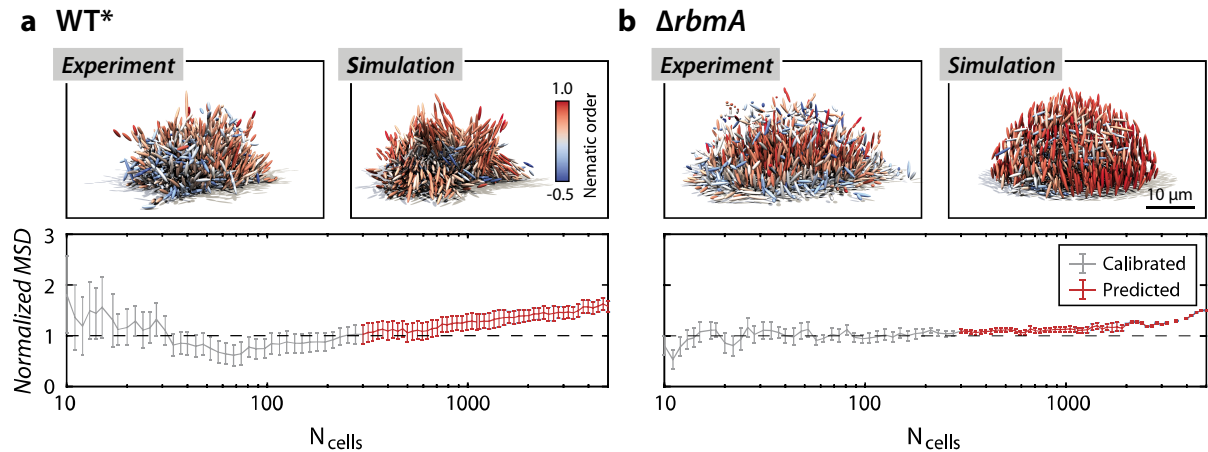 a WT*
Experiment
Simulation
1.0
-0.5
Nematic order
Normalized MSD
3
2
1
0
10
100
1000
N cells
b ΔrbmA
Experiment
Simulation
10 µm
Calibrated
Predicted
10
100
1000
N cells